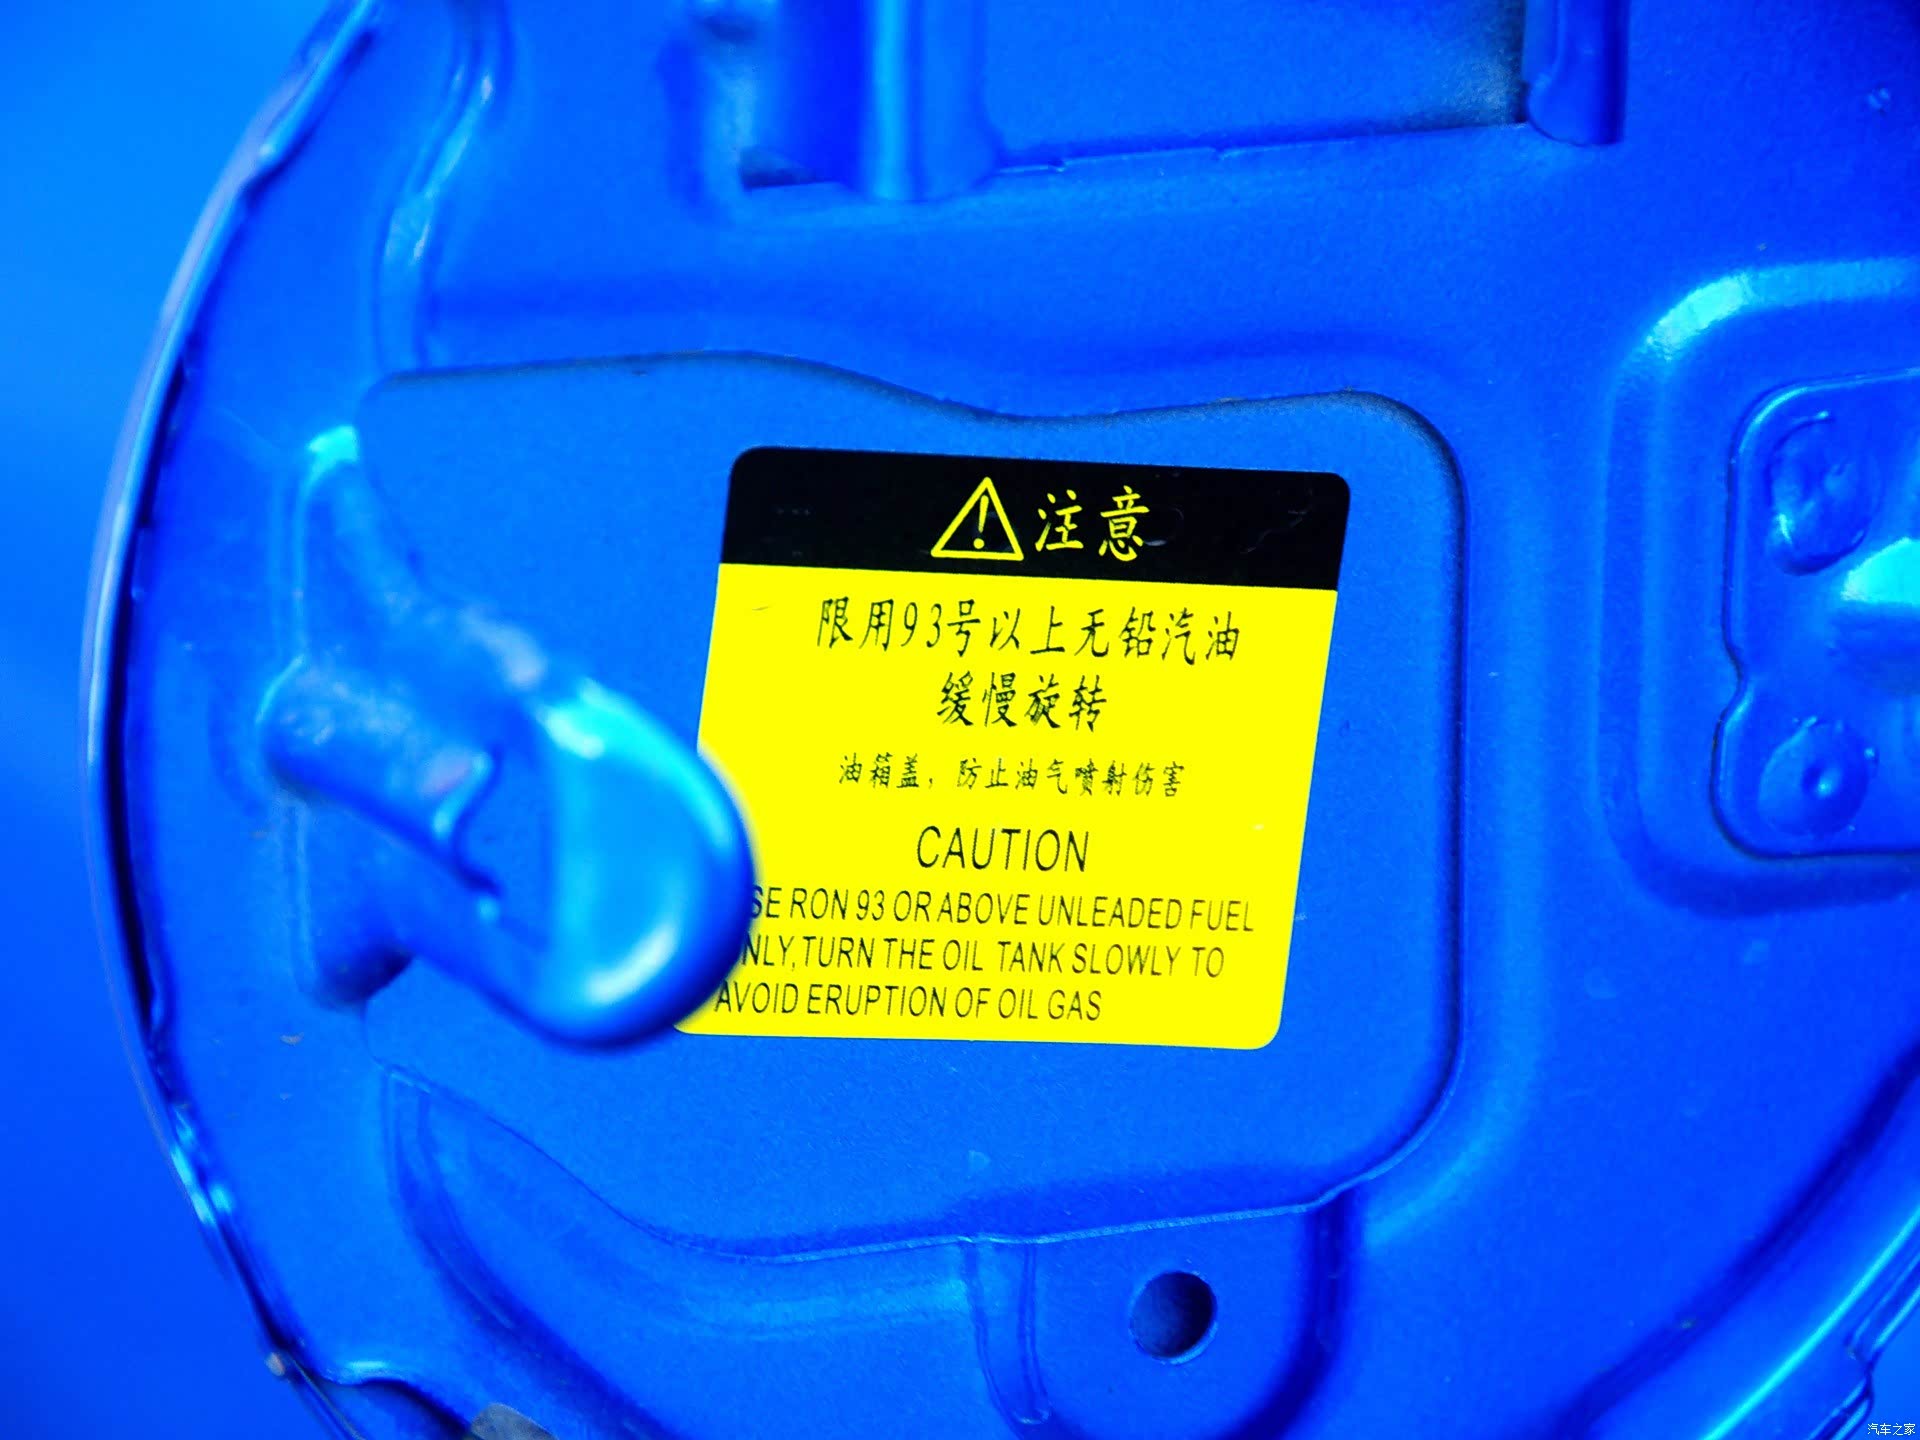 注意
限用93号以上无铅汽油
缓慢旋转
油箱盖，防止油气喷射伤害
CAUTION
SE RON 93 OR ABOVE UNLEADED FUEL
NLY,TURN THE OIL TANK SLOWLY TO
AVOID ERUPTION OF OIL GAS
汽车之家